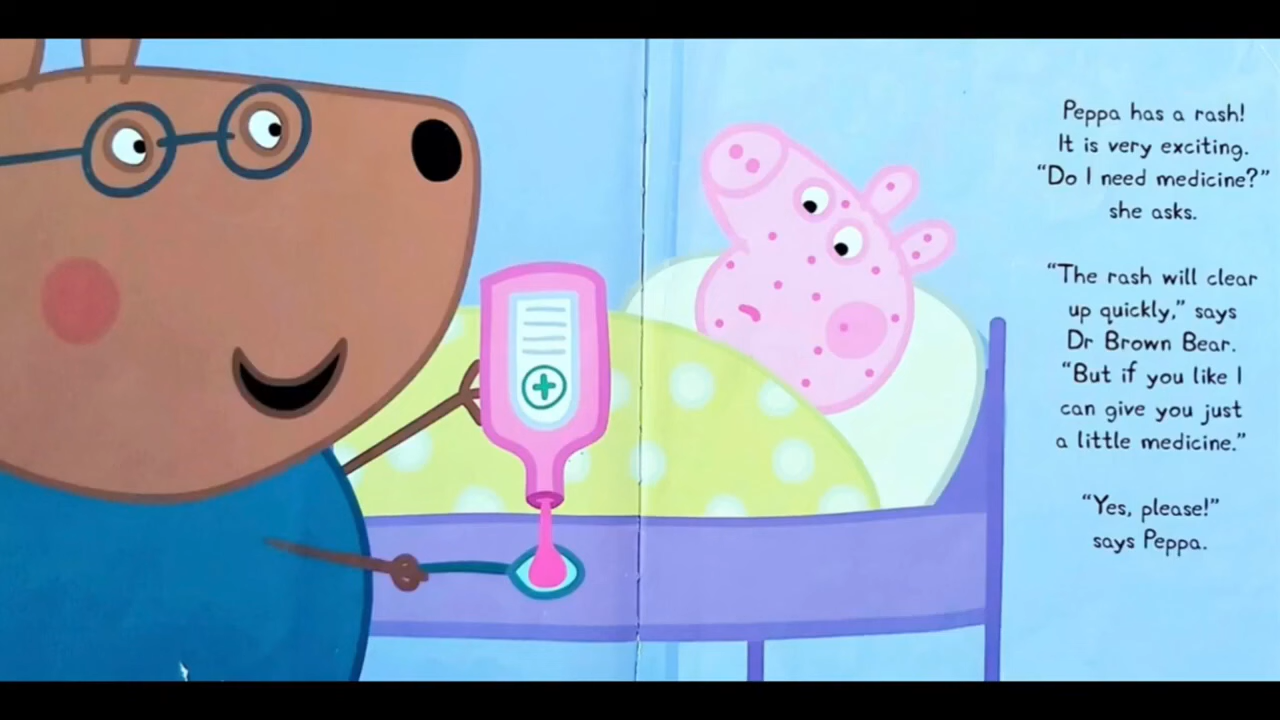 Peppa has a rash!
It is very exciting.
“Do I need medicine?”
she asks.
“The rash will clear
up quickly,” says
Dr Brown Bear.
“But if you like I
can give you just
a little medicine.”
“Yes, please!”
says Peppa.